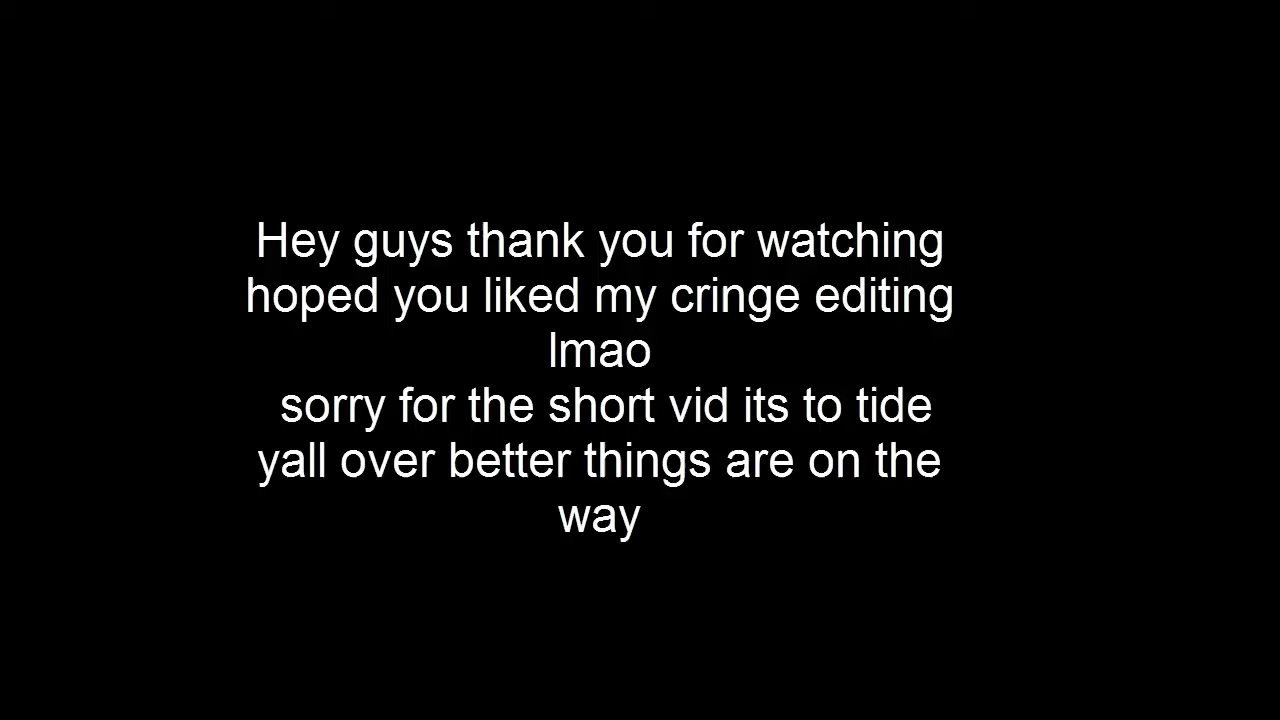 Hey guys thank you for watching
hoped you liked my cringe editing
lmao
sorry for the short vid its to tide
yall over better things are on the
way